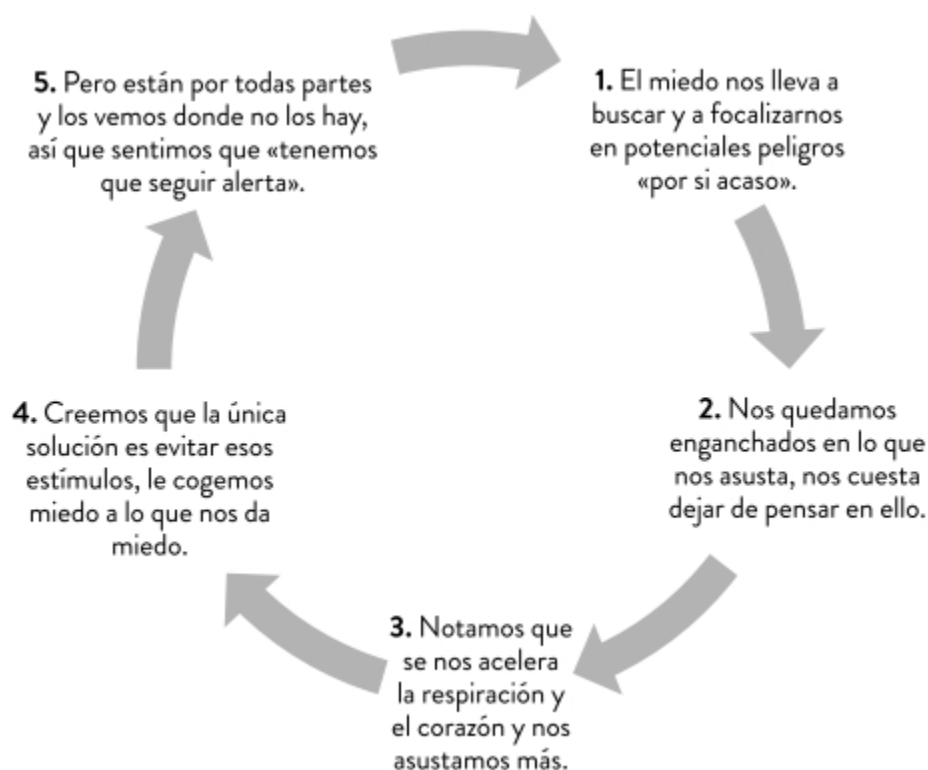 1. El miedo nos lleva a
buscar y a focalizarnos
en potenciales peligros
«por si acaso».
2. Nos quedamos
enganchados en lo que
nos asusta, nos cuesta
dejar de pensar en ello.
3. Notamos que
se nos acelera
la respiración y
el corazón y nos
asustamos más.
4. Creemos que la única
solución es evitar esos
estímulos, le cogemos
miedo a lo que nos da
miedo.
5. Pero están por todas partes
y los vemos donde no los hay,
así que sentimos que «tenemos
que seguir alerta».